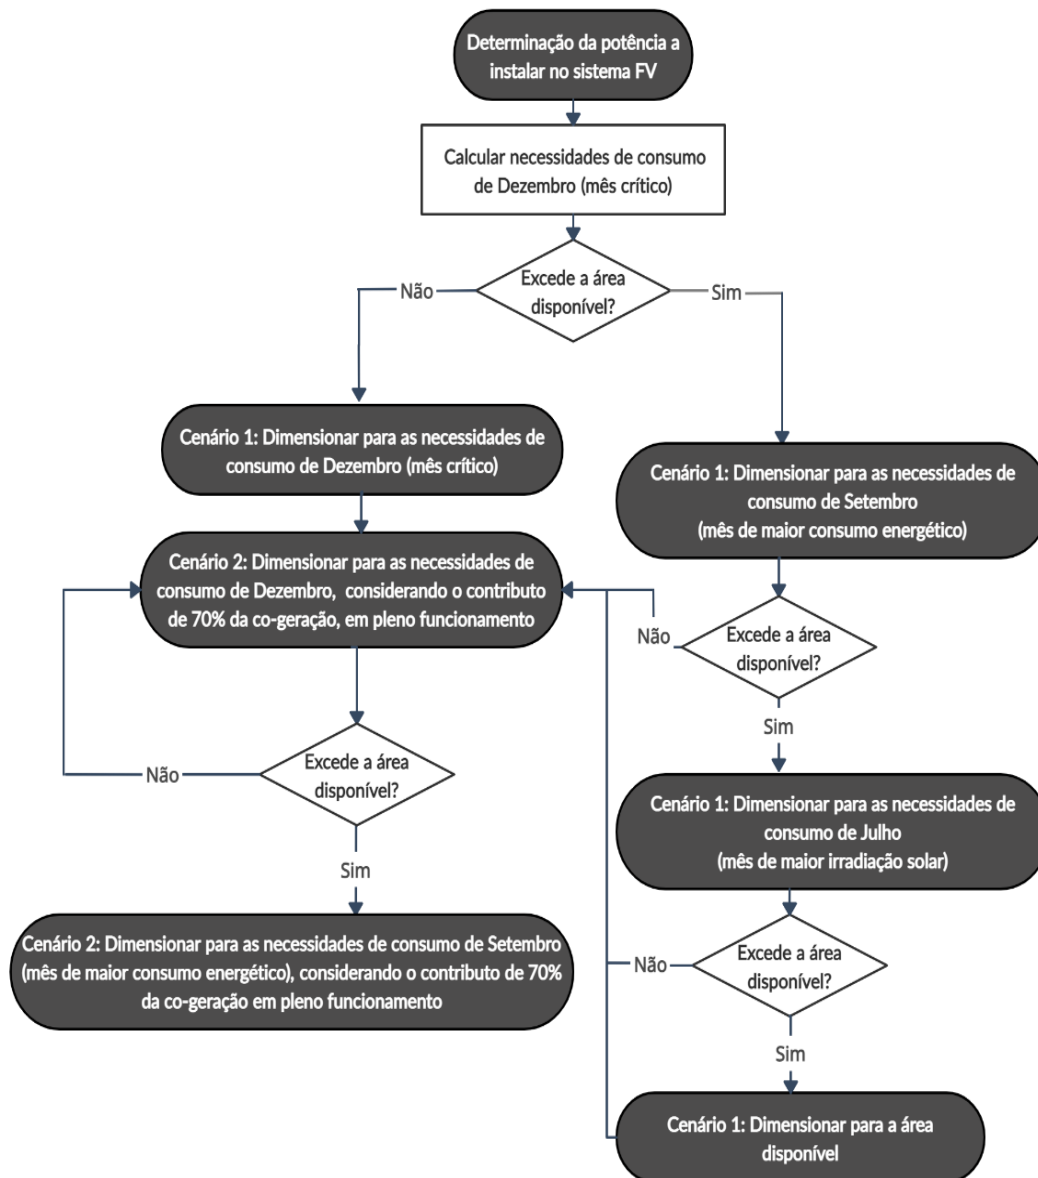 Determinação da potência a
instalar no sistema FV
Calcular necessidades de consumo
de Dezembro (mês crítico)
Excede a área
disponível?
Não
Sim
Cenário 1: Dimensionar para as necessidades de
consumo de Dezembro (mês crítico)
Cenário 1: Dimensionar para as necessidades de
consumo de Setembro
(mês de maior consumo energético)
Cenário 2: Dimensionar para as necessidades de
consumo de Dezembro, considerando o contributo
de 70% da co-geração, em pleno funcionamento
Não
Excede a área
disponível?
Sim
Excede a área
disponível?
Não
Sim
Cenário 1: Dimensionar para as necessidades de
consumo de Julho
(mês de maior irradiação solar)
Cenário 2: Dimensionar para as necessidades de consumo de Setembro
(mês de maior consumo energético), considerando o contributo de 70%
da co-geração em pleno funcionamento
Excede a área
disponível?
Não
Sim
Cenário 1: Dimensionar para a área
disponível